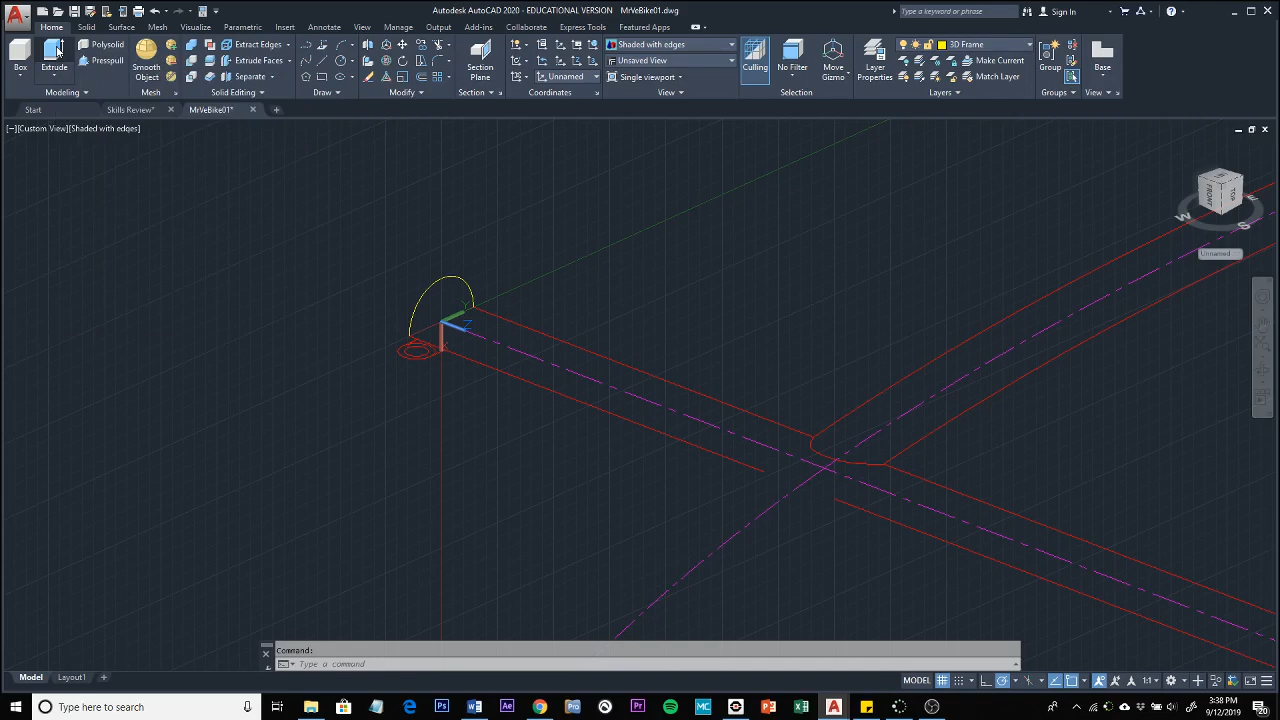 Autodesk AutoCAD 2020 - EDUCATIONAL VERSION MrVeBike01.dwg
Type a keyword or phrase
Sign In
Home Solid Surface Mesh Visualize Parametric Insert Annotate View Manage Output Add-ins Collaborate Express Tools Featured Apps
Box
Extrude
Polysolid
Presspull
Smooth Object
Extract Edges
Extrude Faces
Separate
Section Plane
Unnamed
Shaded with edges
Unsaved View
Single viewport
Culling
No Filter
Move Gizmo
Layer Properties
3D Frame
Make Current
Match Layer
Group
Base
Modeling Mesh Solid Editing Draw Modify Section Coordinates View Selection Layers Groups View
Start Skills Review* MrVeBike01*
[−][Custom View][Shaded with edges]
FRONT TOP
W S E
Unnamed
Y
Z
X
Command:
Type a command
Model Layout1
MODEL 1:1
Type here to search
3:38 PM
9/12/2019